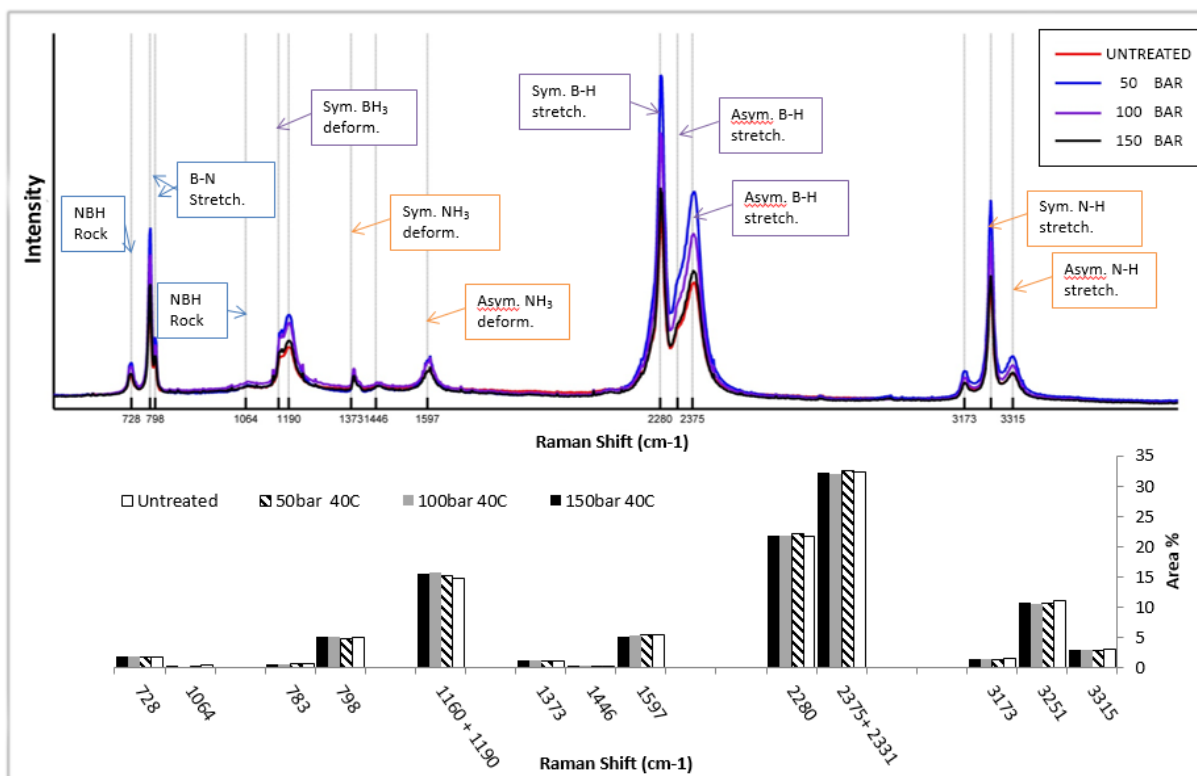 UNTREATED
50 BAR
100 BAR
150 BAR
Sym. BH3
deform.
Sym. B-H
stretch.
Asym. B-H
stretch.
B-N
Stretch.
NBH
Rock
Sym. NH3
deform.
Asym. B-H
stretch.
Sym. N-H
stretch.
NBH
Rock
Asym. NH3
deform.
Asym. N-H
stretch.
Intensity
728 798 1064 1190 1373 1446 1597 2280 2375 3173 3315
Raman Shift (cm-1)
Untreated 50bar 40C 100bar 40C 150bar 40C
35
30
25
20
15
10
5
0
Area %
728 1064 783 798 1160 + 1190 1373 1446 1597 2280 2375+ 2331 3173 3251 3315
Raman Shift (cm-1)